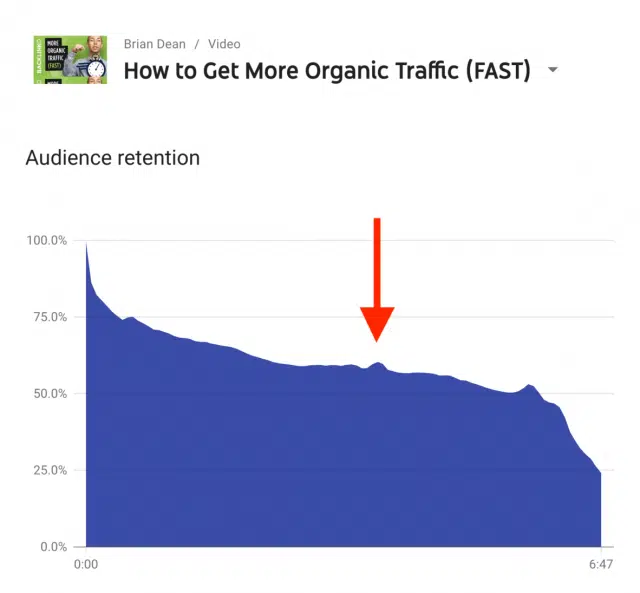 Brian Dean / Video
How to Get More Organic Traffic (FAST)
MORE
ORGANIC
TRAFFIC
(FAST)
BACKLINKO
Audience retention
100.0%
75.0%
50.0%
25.0%
0.0%
0:00 6:47